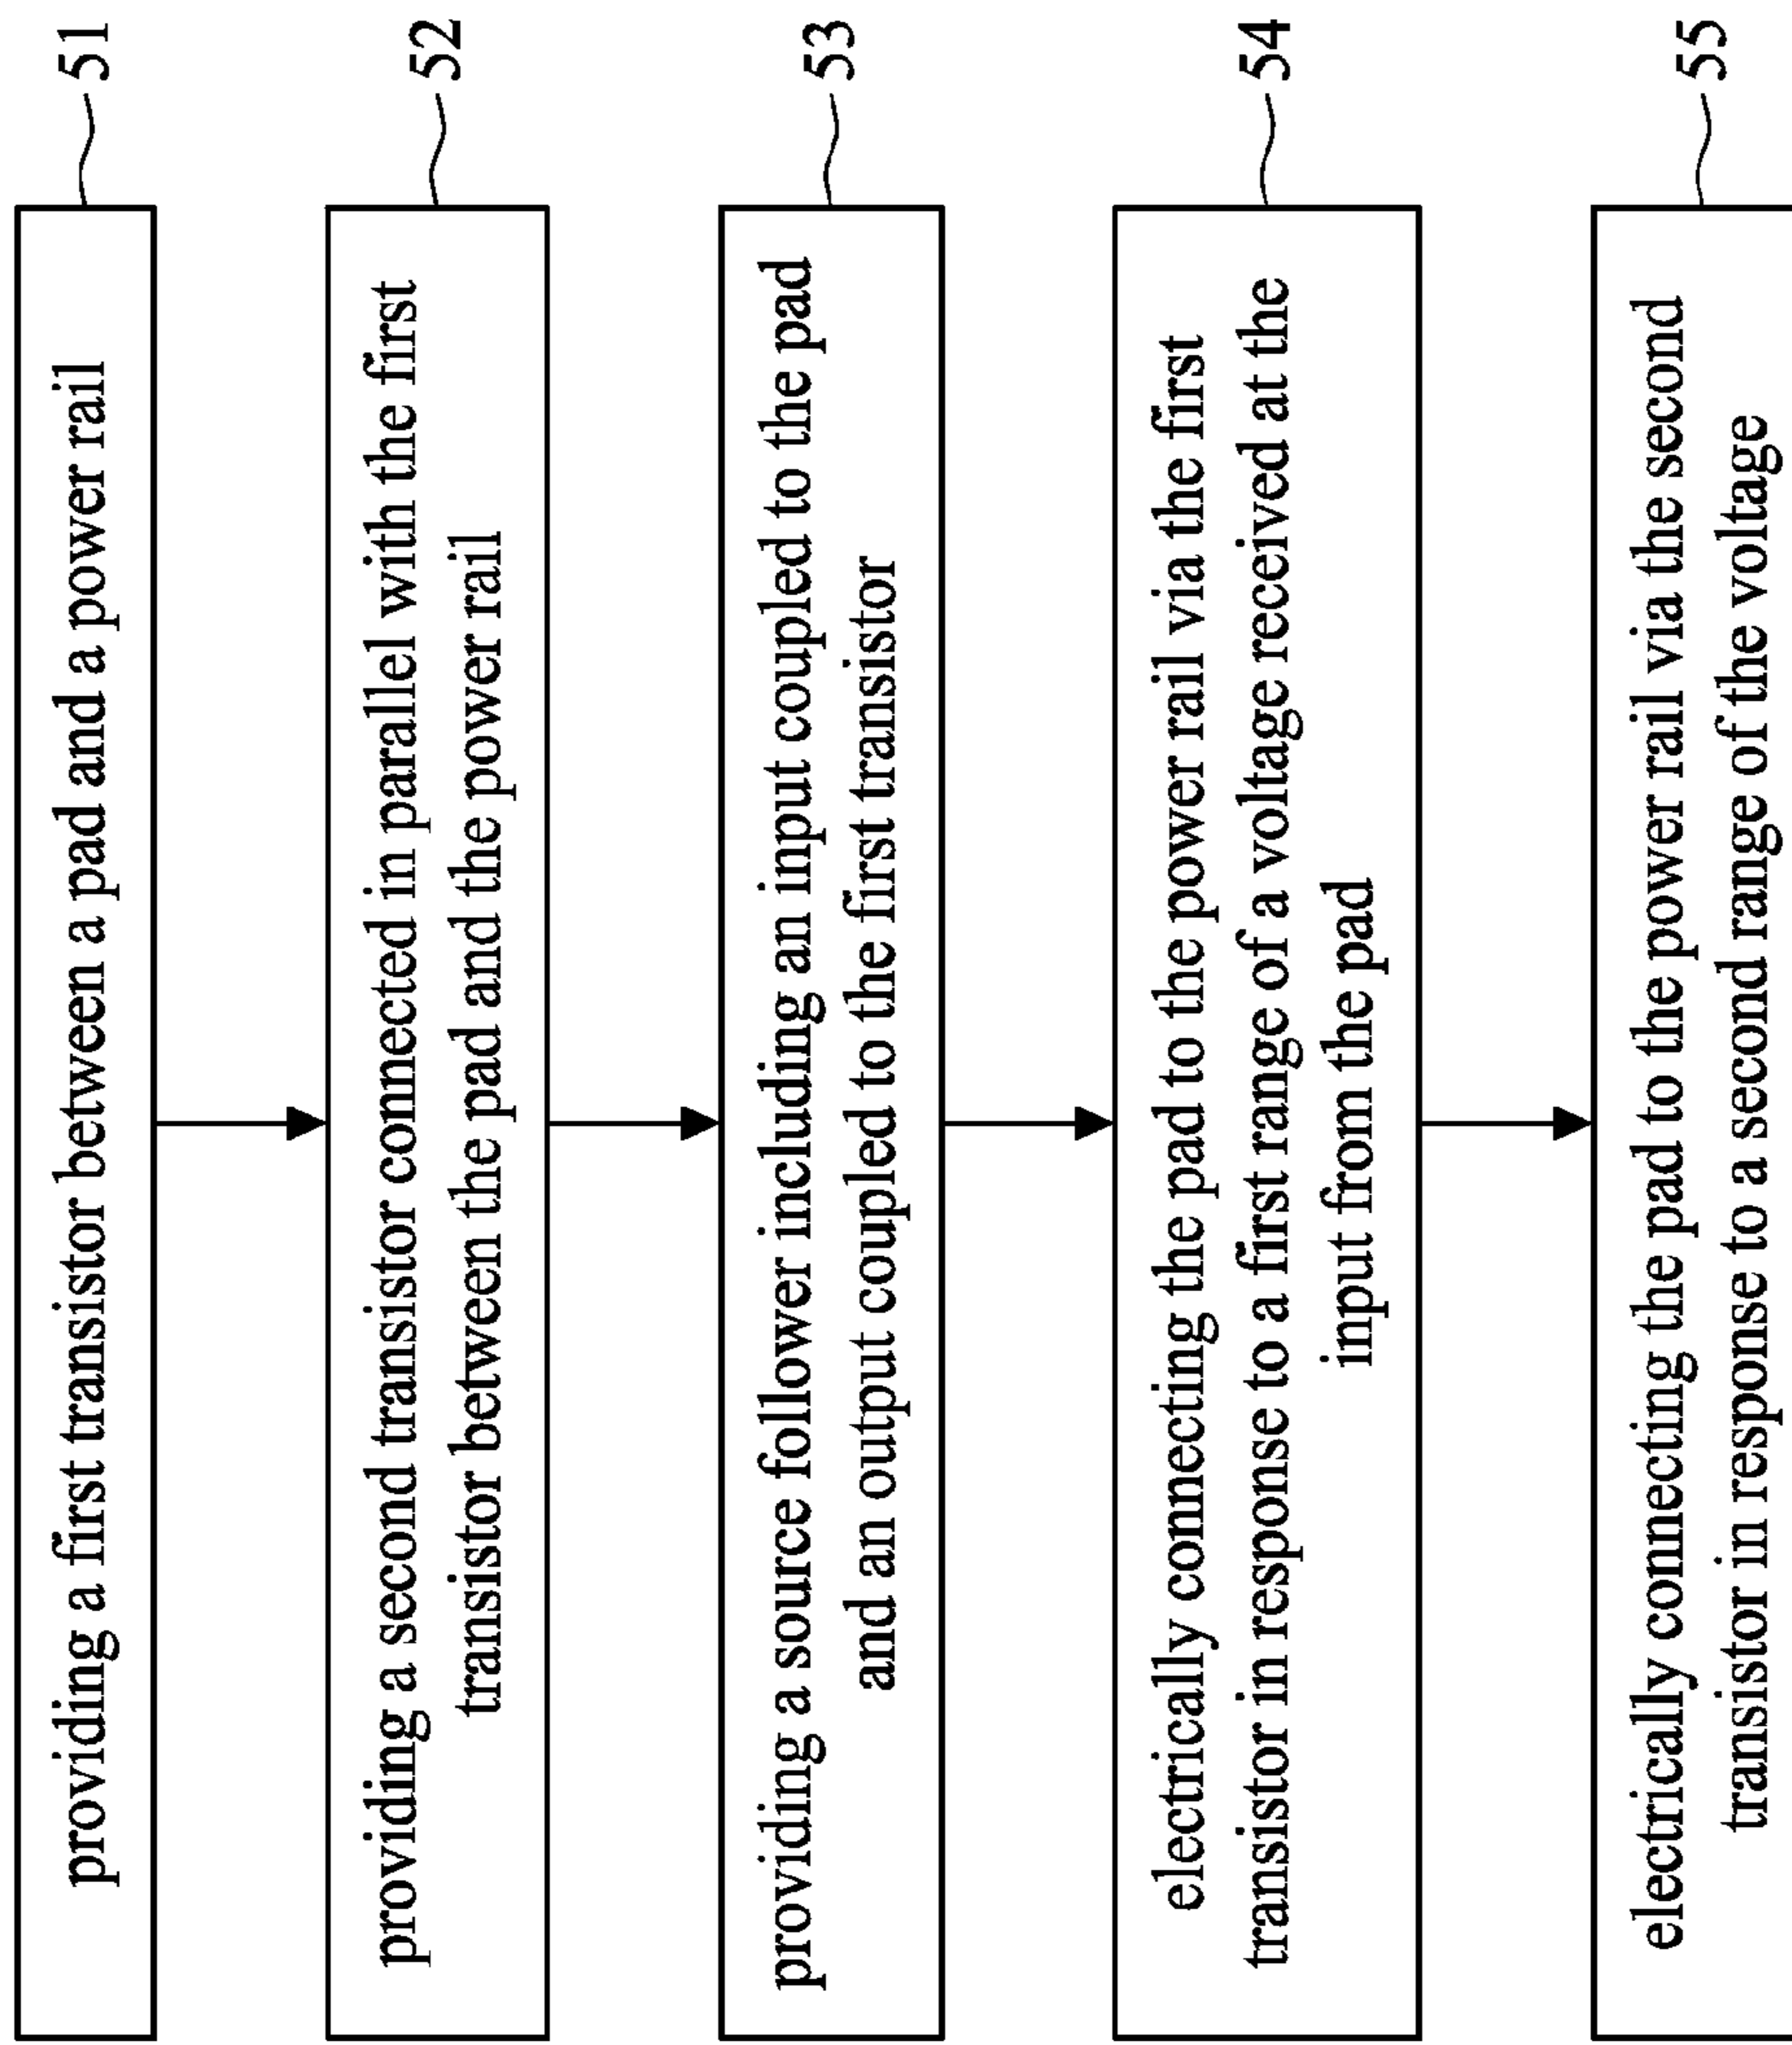 providing a first transistor between a pad and a power rail
51
providing a second transistor connected in parallel with the first
transistor between the pad and the power rail
52
providing a source follower including an input coupled to the pad
and an output coupled to the first transistor
53
electrically connecting the pad to the power rail via the first
transistor in response to a first range of a voltage received at the
input from the pad
54
electrically connecting the pad to the power rail via the second
transistor in response to a second range of the voltage
55